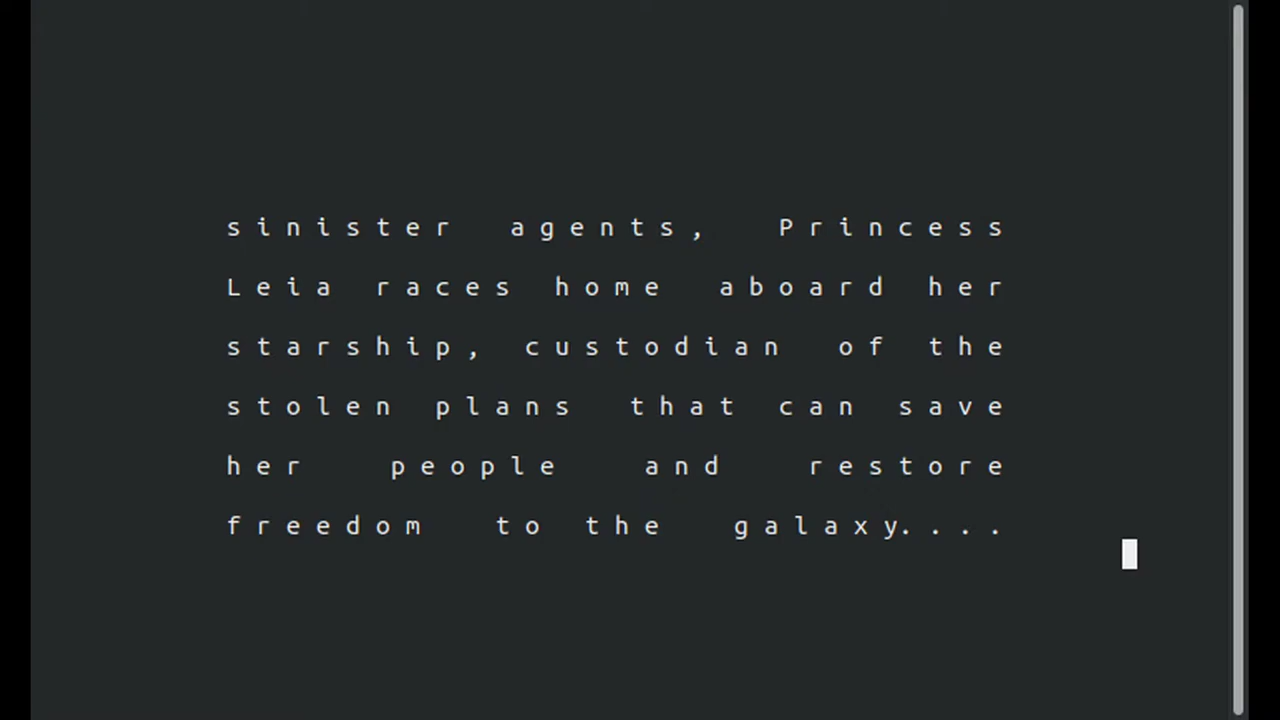 sinister agents, Princess
Leia races home aboard her
starship, custodian of the
stolen plans that can save
her people and restore
freedom to the galaxy....